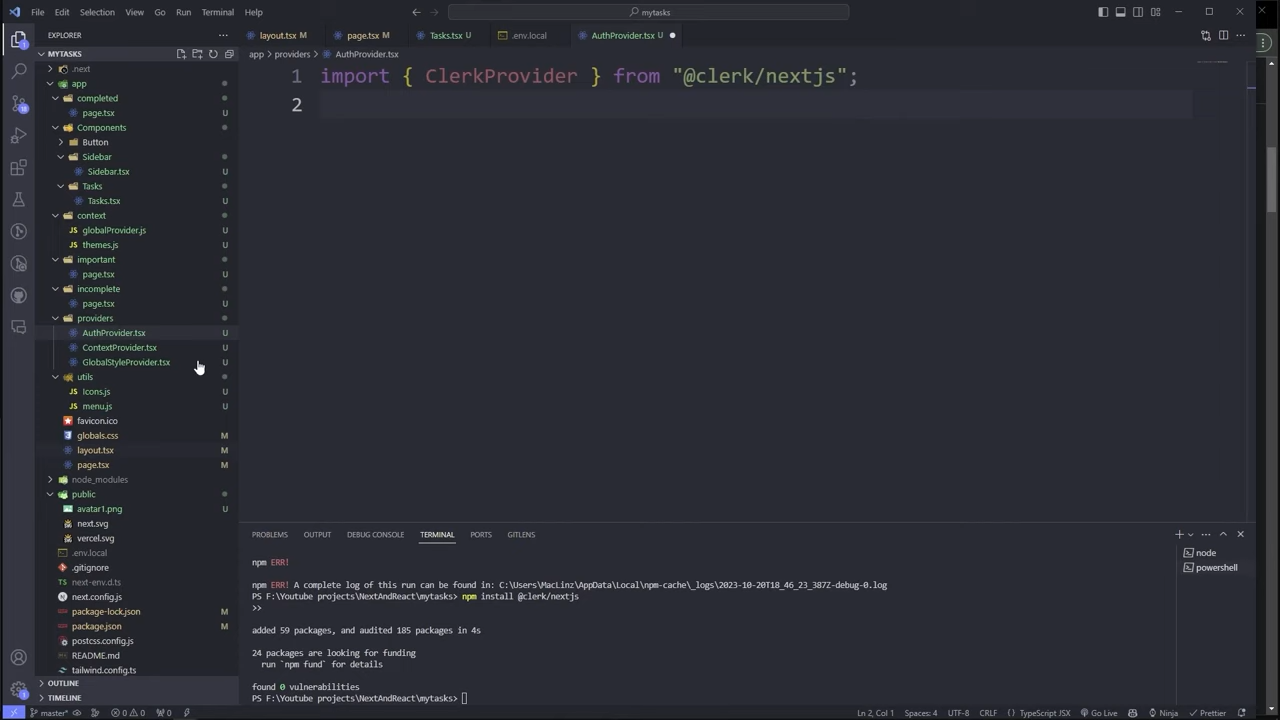 File Edit Selection View Go Run Terminal Help
mytasks
EXPLORER
layout.tsx M
page.tsx M
Tasks.tsx U
.env.local
AuthProvider.tsx U
MYTASKS
app > providers > AuthProvider.tsx
.next
app
completed
page.tsx U
Components
Button
Sidebar
Sidebar.tsx U
Tasks
Tasks.tsx U
context
globalProvider.js U
themes.js U
important
page.tsx U
incomplete
page.tsx U
providers
AuthProvider.tsx U
ContextProvider.tsx U
GlobalStyleProvider.tsx U
utils
Icons.js U
menu.js U
favicon.ico
globals.css M
layout.tsx M
page.tsx M
node_modules
public
avatar1.png U
next.svg
vercel.svg
.env.local
.gitignore
next-env.d.ts
next.config.js
package-lock.json M
package.json M
postcss.config.js
README.md
tailwind.config.ts
OUTLINE
TIMELINE
1 import { ClerkProvider } from "@clerk/nextjs";
2
PROBLEMS OUTPUT DEBUG CONSOLE TERMINAL PORTS GITLENS
npm ERR!
npm ERR! A complete log of this run can be found in: C:\Users\MacLinz\AppData\Local\npm-cache\_logs\2023-10-20T18_46_23_387Z-debug-0.log
PS F:\Youtube projects\NextAndReact\mytasks> npm install @clerk/nextjs
>>
added 59 packages, and audited 185 packages in 4s
24 packages are looking for funding
run `npm fund` for details
found 0 vulnerabilities
PS F:\Youtube projects\NextAndReact\mytasks>
node
powershell
master* 0 0 0 Ln 2, Col 1 Spaces: 4 UTF-8 CRLF TypeScript JSX Go Live Ninja Prettier